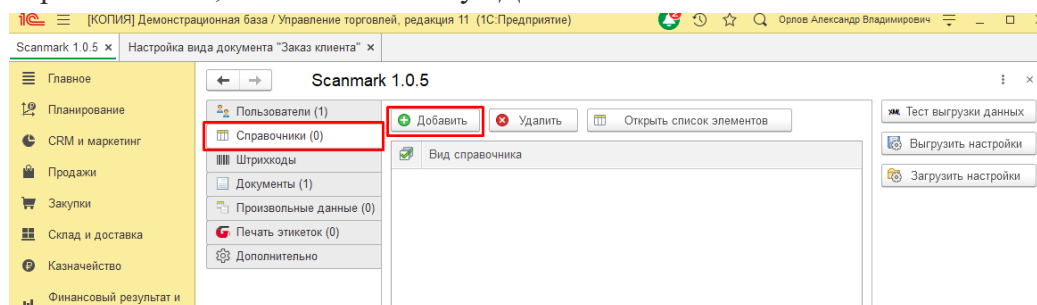 [КОПИЯ] Демонстрационная база / Управление торговлей, редакция 11 (1С:Предприятие) Орлов Александр Владимирович
Scanmark 1.0.5 × Настройка вида документа "Заказ клиента" ×
Главное
Планирование
CRM и маркетинг
Продажи
Закупки
Склад и доставка
Казначейство
Финансовый результат и
Scanmark 1.0.5
Пользователи (1)
Справочники (0)
Штрихкоды
Документы (1)
Произвольные данные (0)
Печать этикеток (0)
Дополнительно
Добавить Удалить Открыть список элементов
Вид справочника
Тест выгрузки данных
Выгрузить настройки
Загрузить настройки